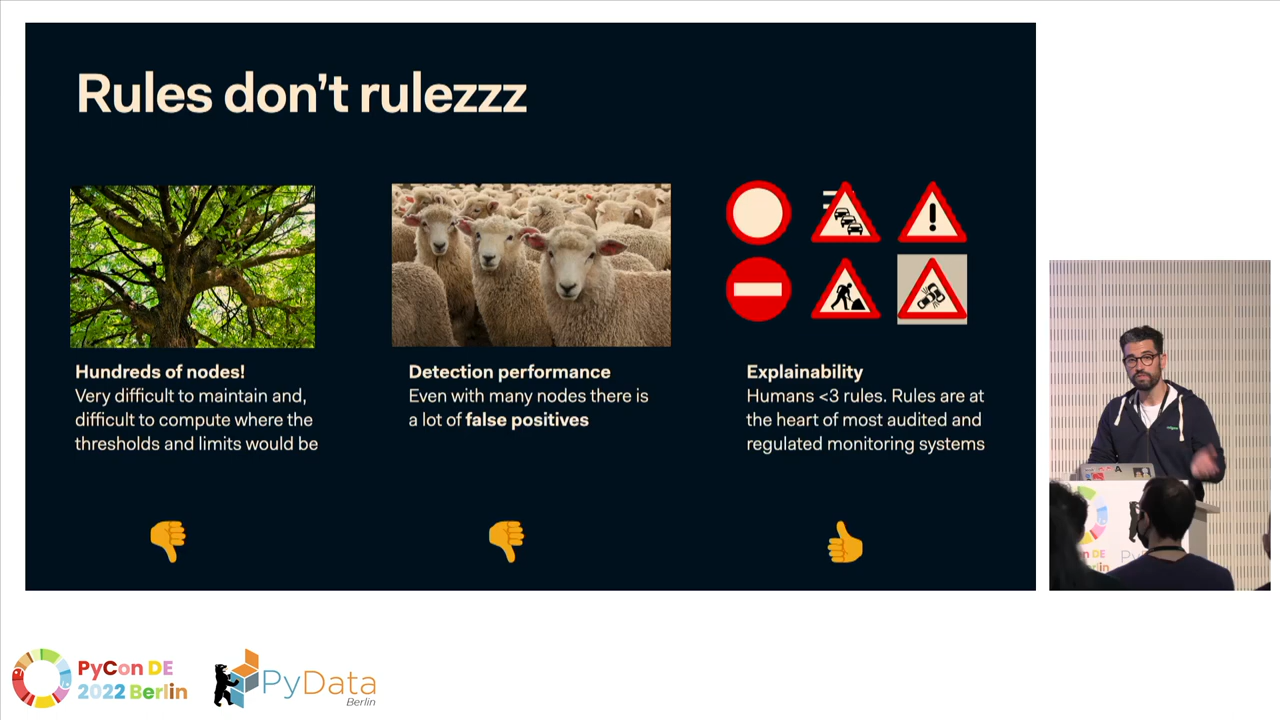 Rules don't rulezzz
Hundreds of nodes!
Very difficult to maintain and,
difficult to compute where the
thresholds and limits would be
Detection performance
Even with many nodes there is
a lot of false positives
Explainability
Humans <3 rules. Rules are at
the heart of most audited and
regulated monitoring systems
PyCon DE
2022 Berlin
PyData
Berlin